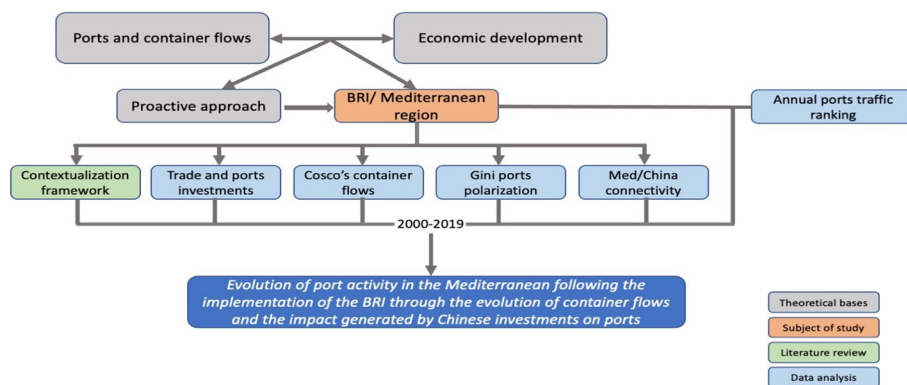 Ports and container flows
Economic development
Proactive approach
BRI/ Mediterranean
region
Annual ports traffic
ranking
Contextualization
framework
Trade and ports
investments
Cosco's container
flows
Gini ports
polarization
Med/China
connectivity
2000-2019
Evolution of port activity in the Mediterranean following the
implementation of the BRI through the evolution of container flows
and the impact generated by Chinese investments on ports
Theoretical bases
Subject of study
Literature review
Data analysis